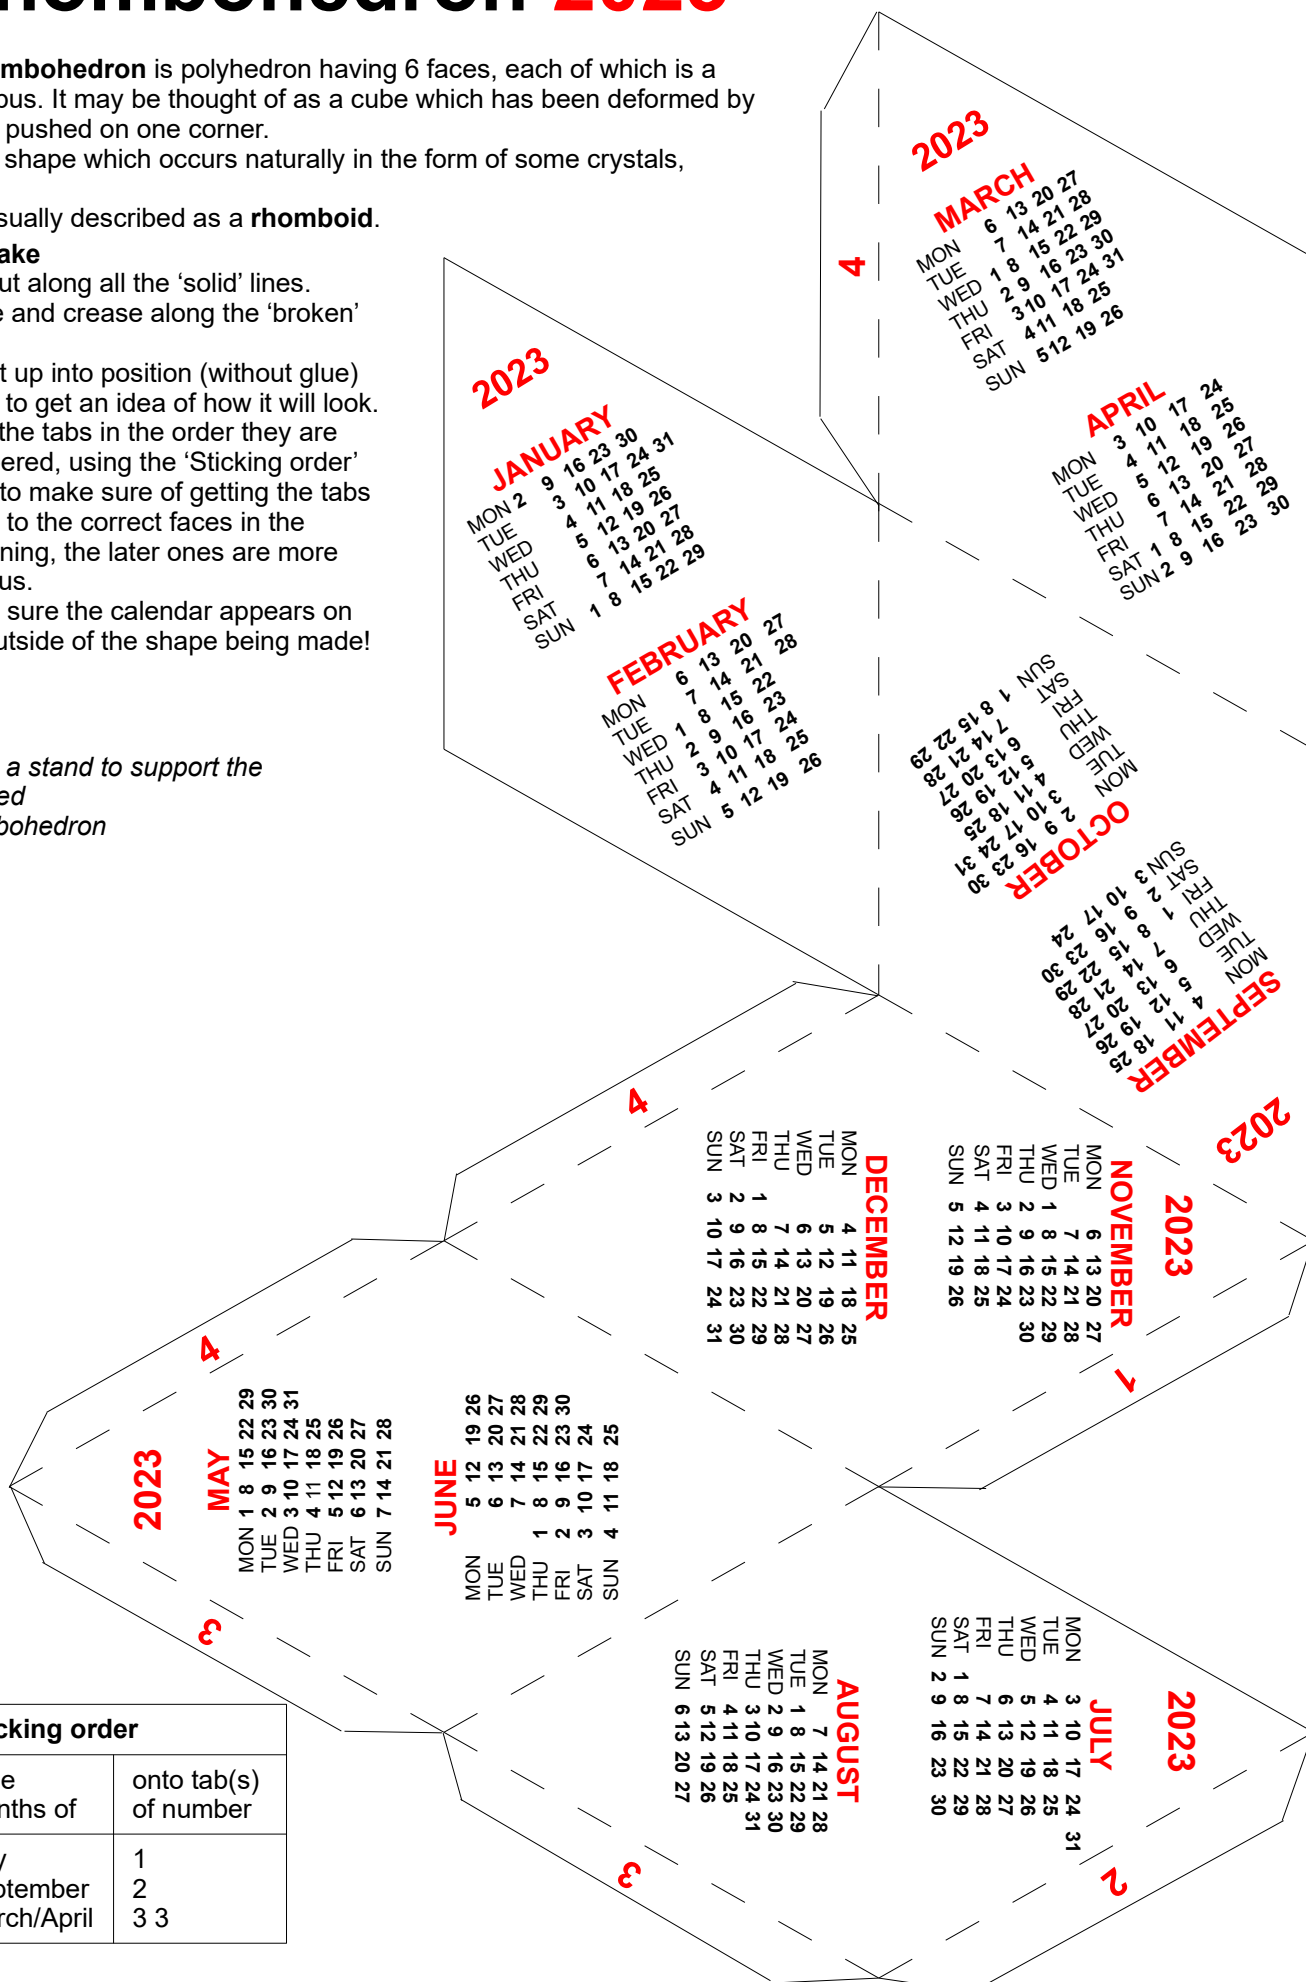 hombohedron 2023
mbohedron is polyhedron having 6 faces, each of which is a
bus. It may be thought of as a cube which has been deformed by
pushed on one corner.
shape which occurs naturally in the form of some crystals,
sually described as a rhomboid.
ake
ut along all the ‘solid’ lines.
e and crease along the ‘broken’
t up into position (without glue)
to get an idea of how it will look.
the tabs in the order they are
ered, using the ‘Sticking order’
to make sure of getting the tabs
to the correct faces in the
ning, the later ones are more
us.
sure the calendar appears on
utside of the shape being made!
a stand to support the
ed
bohedron
4
2023
MARCH
MON 6 13 20 27
TUE 7 14 21 28
WED 1 8 15 22 29
THU 2 9 16 23 30
FRI 3 10 17 24 31
SAT 4 11 18 25
SUN 5 12 19 26
APRIL
MON 3 10 17 24
TUE 4 11 18 25
WED 5 12 19 26
THU 6 13 20 27
FRI 7 14 21 28
SAT 1 8 15 22 29
SUN 2 9 16 23 30
2023
JANUARY
MON 2 9 16 23 30
TUE 3 10 17 24 31
WED 4 11 18 25
THU 5 12 19 26
FRI 6 13 20 27
SAT 7 14 21 28
SUN 1 8 15 22 29
FEBRUARY
MON 6 13 20 27
TUE 7 14 21 28
WED 1 8 15 22
THU 2 9 16 23
FRI 3 10 17 24
SAT 4 11 18 25
SUN 5 12 19 26
2023
SEPTEMBER
MON 4 11 18 25
TUE 5 12 19 26
WED 6 13 20 27
THU 7 14 21 28
FRI 1 8 15 22 29
SAT 2 9 16 23 30
SUN 3 10 17 24
OCTOBER
MON 2 9 16 23 30
TUE 3 10 17 24 31
WED 4 11 18 25
THU 5 12 19 26
FRI 6 13 20 27
SAT 7 14 21 28
SUN 1 8 15 22 29
4
2023
NOVEMBER
MON 6 13 20 27
TUE 7 14 21 28
WED 1 8 15 22 29
THU 2 9 16 23 30
FRI 3 10 17 24
SAT 4 11 18 25
SUN 5 12 19 26
DECEMBER
MON 4 11 18 25
TUE 5 12 19 26
WED 6 13 20 27
THU 7 14 21 28
FRI 1 8 15 22 29
SAT 2 9 16 23 30
SUN 3 10 17 24 31
1
4
2023
MAY
MON 1 8 15 22 29
TUE 2 9 16 23 30
WED 3 10 17 24 31
THU 4 11 18 25
FRI 5 12 19 26
SAT 6 13 20 27
SUN 7 14 21 28
JUNE
MON 5 12 19 26
TUE 6 13 20 27
WED 7 14 21 28
THU 1 8 15 22 29
FRI 2 9 16 23 30
SAT 3 10 17 24
SUN 4 11 18 25
3
2023
JULY
MON 3 10 17 24 31
TUE 4 11 18 25
WED 5 12 19 26
THU 6 13 20 27
FRI 7 14 21 28
SAT 1 8 15 22 29
SUN 2 9 16 23 30
AUGUST
MON 7 14 21 28
TUE 1 8 15 22 29
WED 2 9 16 23 30
THU 3 10 17 24 31
FRI 4 11 18 25
SAT 5 12 19 26
SUN 6 13 20 27
3
2
cking order
e onto tab(s)
nths of of number
y 1
ptember 2
rch/April 3 3